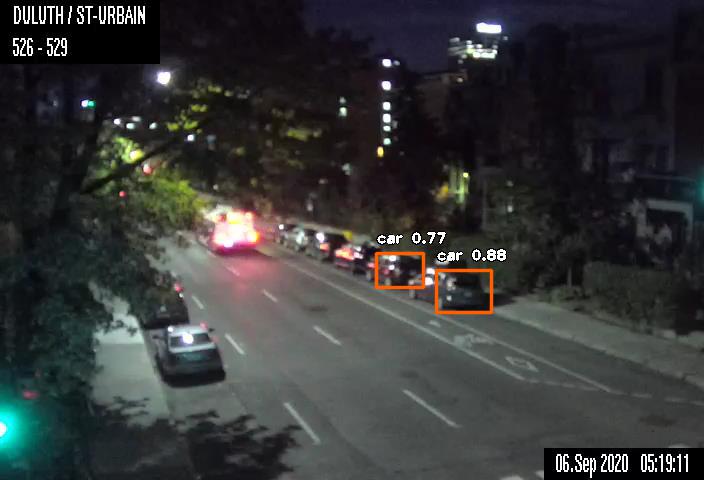 DULUTH / ST-URBAIN
526 - 529
car 0.77
car 0.88
06.Sep 2020 05:19:11